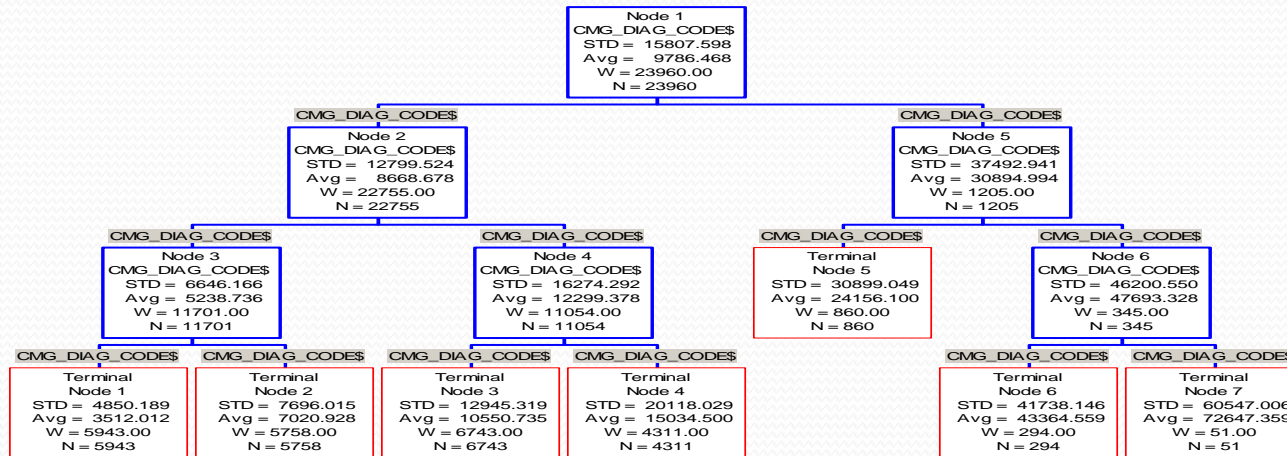 Node 1
CMG_DIAG_CODE$
STD = 15807.598
Avg = 9786.468
W = 23960.00
N = 23960
CMG_DIAG_CODE$
CMG_DIAG_CODE$
Node 2
CMG_DIAG_CODE$
STD = 12799.524
Avg = 8668.678
W = 22755.00
N = 22755
Node 5
CMG_DIAG_CODE$
STD = 37492.941
Avg = 30894.994
W = 1205.00
N = 1205
CMG_DIAG_CODE$
CMG_DIAG_CODE$
CMG_DIAG_CODE$
CMG_DIAG_CODE$
Node 3
CMG_DIAG_CODE$
STD = 6646.166
Avg = 5238.736
W = 11701.00
N = 11701
Node 4
CMG_DIAG_CODE$
STD = 16274.292
Avg = 12299.378
W = 11054.00
N = 11054
Terminal
Node 5
STD = 30899.049
Avg = 24156.100
W = 860.00
N = 860
Node 6
CMG_DIAG_CODE$
STD = 46200.550
Avg = 47693.328
W = 345.00
N = 345
CMG_DIAG_CODE$
CMG_DIAG_CODE$
CMG_DIAG_CODE$
CMG_DIAG_CODE$
CMG_DIAG_CODE$
CMG_DIAG_CODE$
Terminal
Node 1
STD = 4850.189
Avg = 3512.012
W = 5943.00
N = 5943
Terminal
Node 2
STD = 7696.015
Avg = 7020.928
W = 5758.00
N = 5758
Terminal
Node 3
STD = 12945.319
Avg = 10550.735
W = 6743.00
N = 6743
Terminal
Node 4
STD = 20118.029
Avg = 15034.500
W = 4311.00
N = 4311
Terminal
Node 6
STD = 41738.146
Avg = 43364.559
W = 294.00
N = 294
Terminal
Node 7
STD = 60547.006
Avg = 72647.359
W = 51.00
N = 51